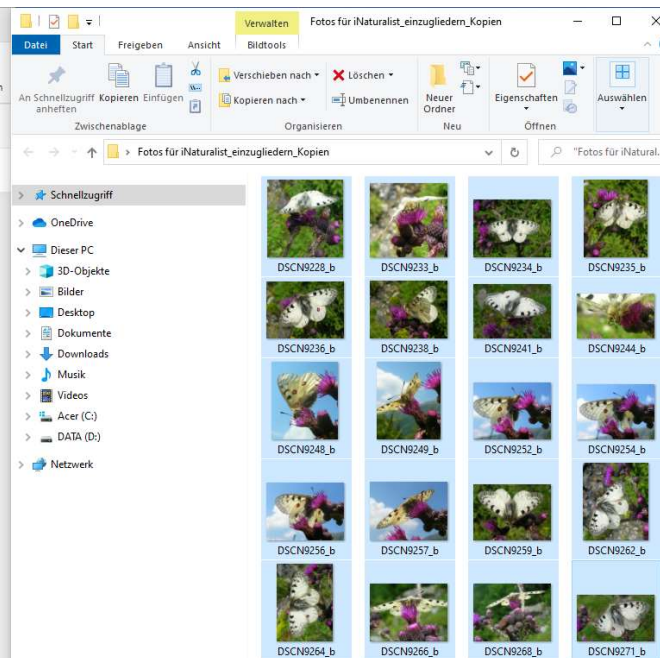 Verwalten Fotos für iNaturalist_einzugliedern_Kopien
Datei Start Freigeben Ansicht Bildtools
An Schnellzugriff anheften
Kopieren
Einfügen
Verschieben nach
Kopieren nach
Löschen
Umbenennen
Neuer Ordner
Eigenschaften
Auswählen
Zwischenablage Organisieren Neu Öffnen
Fotos für iNaturalist_einzugliedern_Kopien
"Fotos für iNatural...
Schnellzugriff
OneDrive
Dieser PC
3D-Objekte
Bilder
Desktop
Dokumente
Downloads
Musik
Videos
Acer (C:)
DATA (D:)
Netzwerk
DSCN9228_b DSCN9233_b DSCN9234_b DSCN9235_b
DSCN9236_b DSCN9238_b DSCN9241_b DSCN9244_b
DSCN9248_b DSCN9249_b DSCN9252_b DSCN9254_b
DSCN9256_b DSCN9257_b DSCN9259_b DSCN9262_b
DSCN9264_b DSCN9266_b DSCN9268_b DSCN9271_b